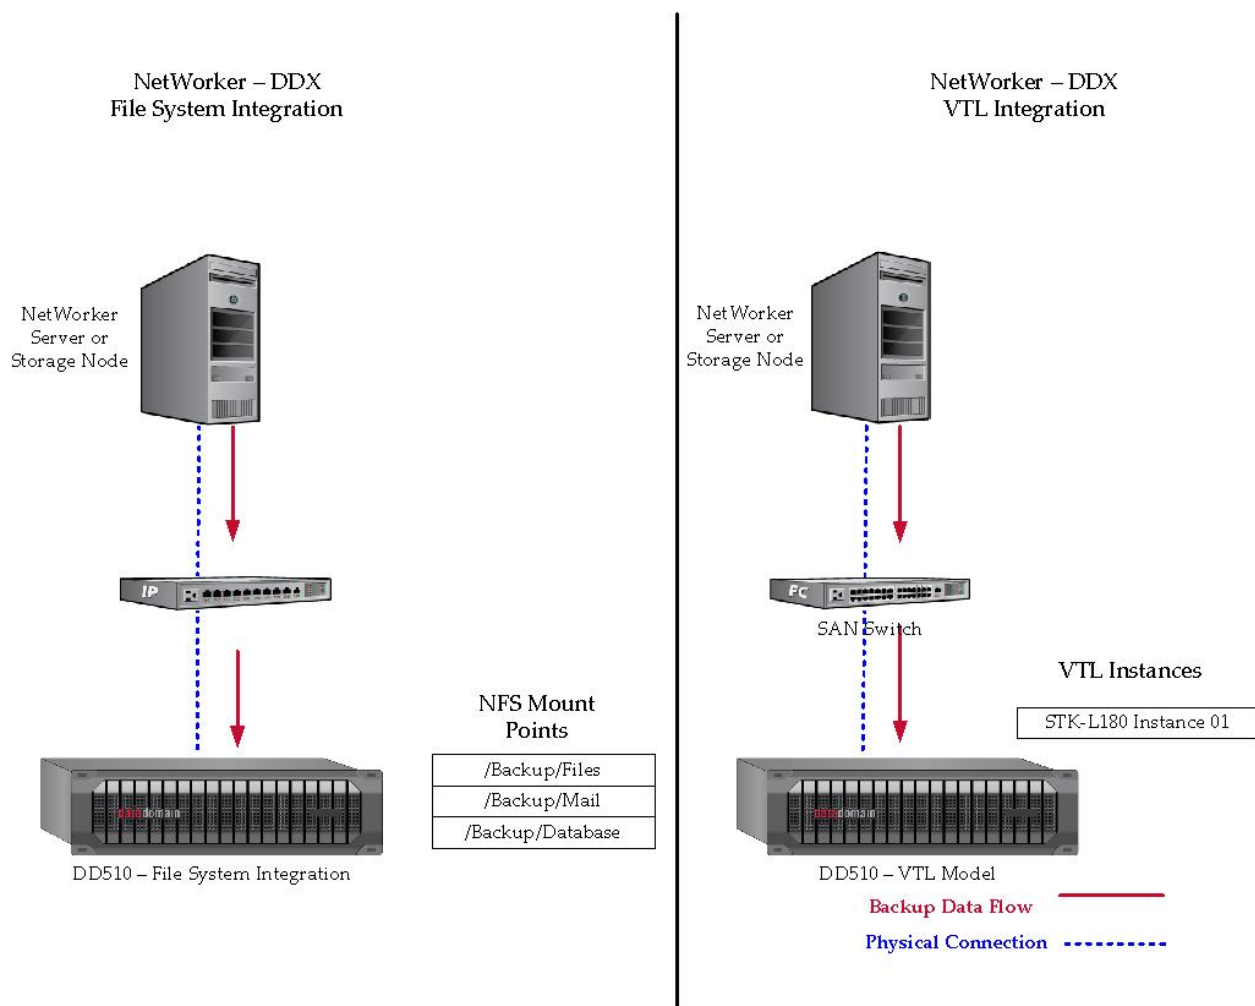 NetWorker – DDX
File System Integration
NetWorker
Server or
Storage Node
IP
NFS Mount
Points
/Backup/Files
/Backup/Mail
/Backup/Database
datadomain
DD510 – File System Integration
NetWorker – DDX
VTL Integration
NetWorker
Server or
Storage Node
FC
SAN Switch
VTL Instances
STK-L180 Instance 01
datadomain
DD510 – VTL Model
Backup Data Flow
Physical Connection